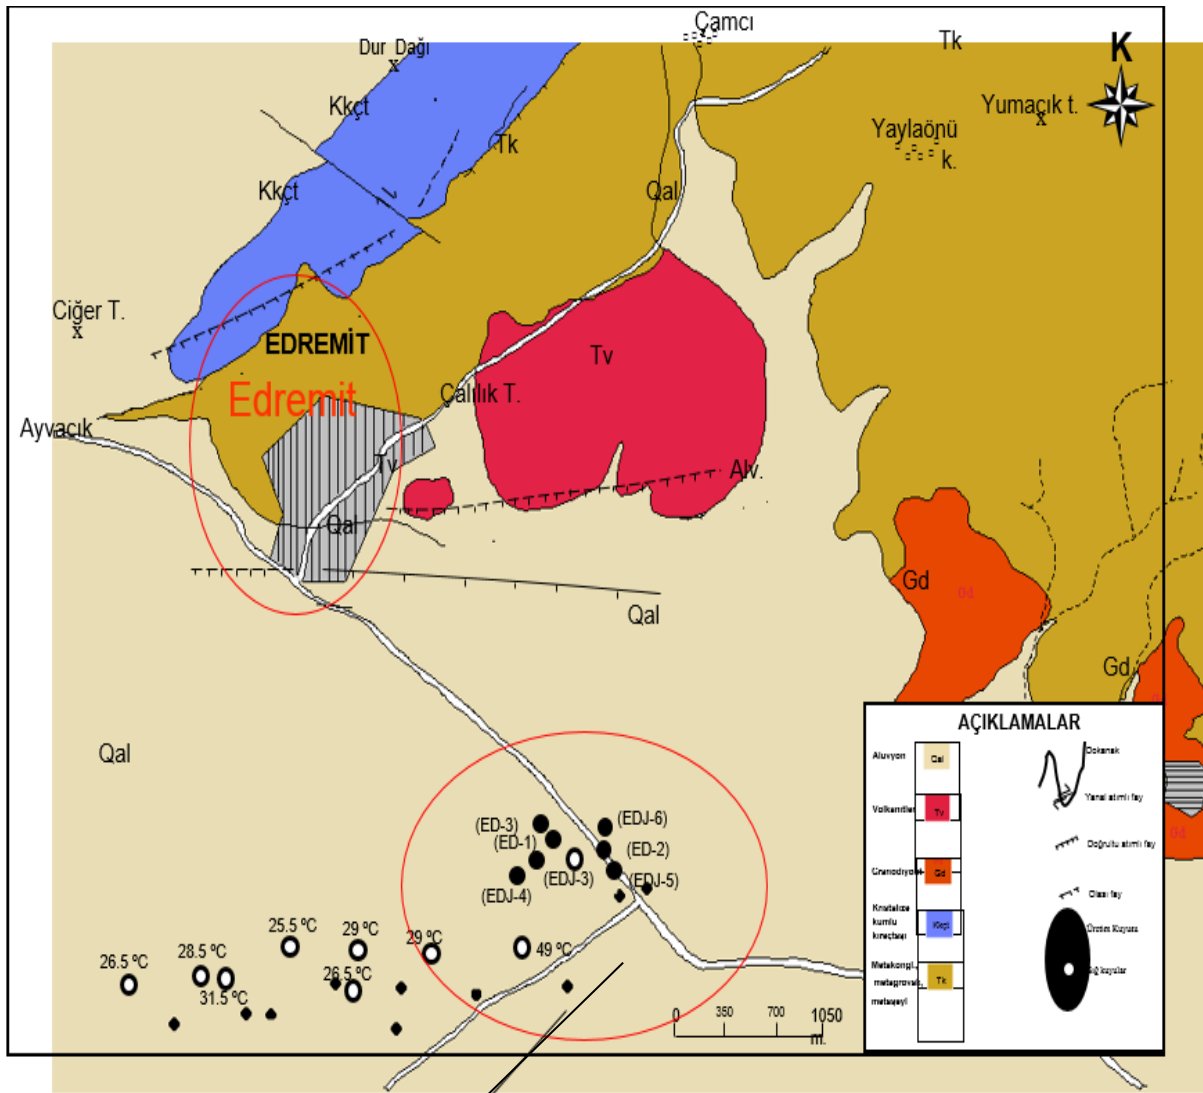 Çamcı
Dur Dağı
Tk
K
Kkçt
Yumaçık t.
Tk
Yaylaönü
k.
Kkçt
Qal
Ciğer T.
EDREMİT
Tv
Edremit
Çalılık T.
Ayvacık
Tv
Alv.
Qal
Gd
Gd
Qal
Gd
Qal
(ED-3)
(EDJ-6)
(ED-1)
(ED-2)
(EDJ-3)
(EDJ-5)
(EDJ-4)
25.5 ºC
29 ºC
29 ºC
49 ºC
28.5 ºC
26.5 ºC
26.5 ºC
31.5 ºC
0
350
700
1050
m.
AÇIKLAMALAR
Aluvyon
Qal
Dokanak
Volkanitler
Tv
Yanal atımlı fay
Doğrultu atımlı fay
Gd
Olası fay
Kristalize
kumlu
kireçtaşı
Kkçt
Üretim Kuyusu
Metakongl.,
Tk
Sığ kuyular
metaşeyl